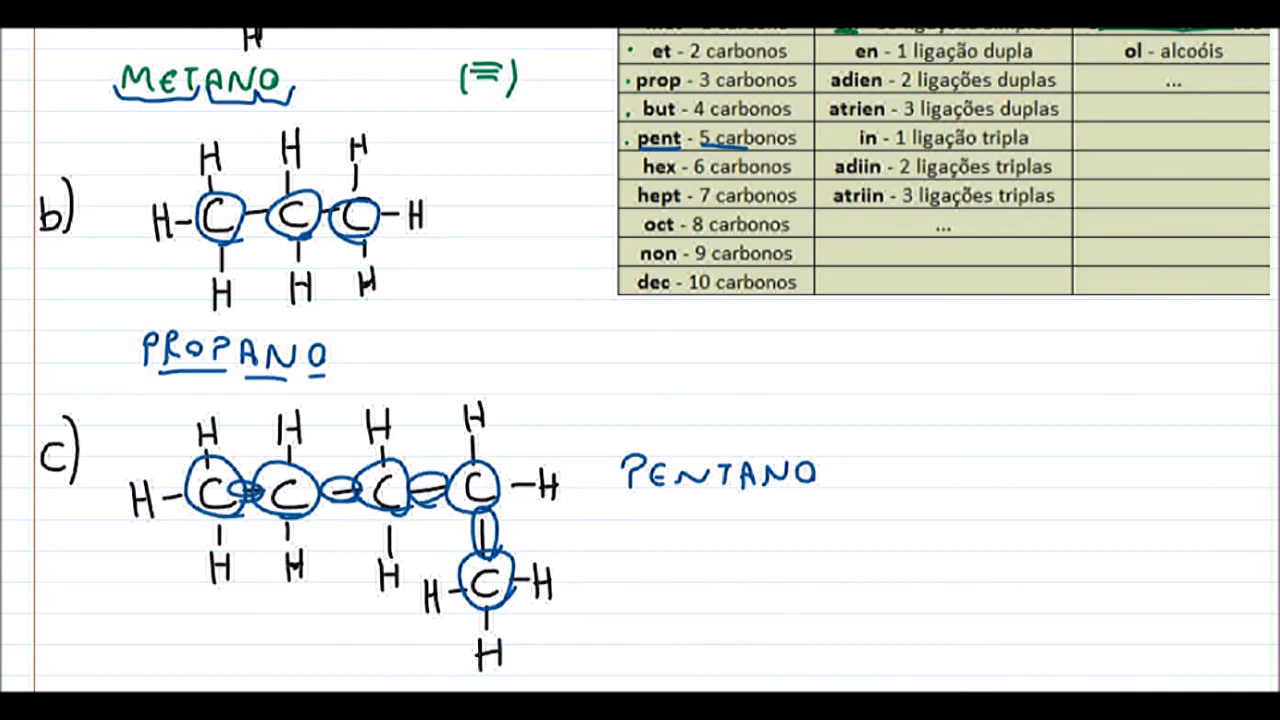 H
METANO
(≡)
et - 2 carbonos en - 1 ligação dupla ol - alcoóis
prop - 3 carbonos adien - 2 ligações duplas ...
but - 4 carbonos atrien - 3 ligações duplas
pent - 5 carbonos in - 1 ligação tripla
hex - 6 carbonos adiin - 2 ligações triplas
hept - 7 carbonos atriin - 3 ligações triplas
oct - 8 carbonos ...
non - 9 carbonos
dec - 10 carbonos
b)
H H H
H-C-C-C-H
H H H
PROPANO
c)
H H H H
H-C-C-C-C-H
H H H
H-C-H
H
PENTANO